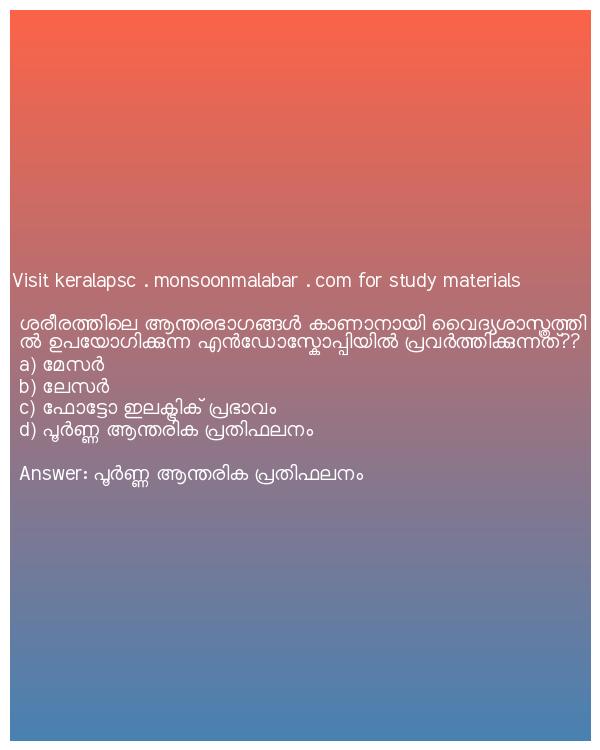 Visit keralapsc . monsoonmalabar . com for study materials
ശരീരത്തിലെ ആന്തരഭാഗങ്ങൾ കാണാനായി വൈദ്യശാസ്ത്രത്തി
ൽ ഉപയോഗിക്കുന്ന എൻഡോസ്കോപ്പിയിൽ പ്രവർത്തിക്കുന്നത്??
a) മേസർ
b) ലേസർ
c) ഫോട്ടോ ഇലക്ട്രിക് പ്രഭാവം
d) പൂർണ്ണ ആന്തരിക പ്രതിഫലനം
Answer: പൂർണ്ണ ആന്തരിക പ്രതിഫലനം